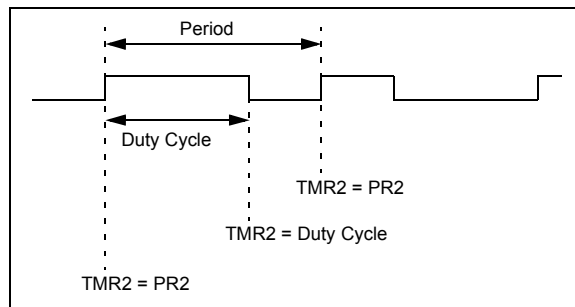 Period
Duty Cycle
TMR2 = PR2
TMR2 = Duty Cycle
TMR2 = PR2